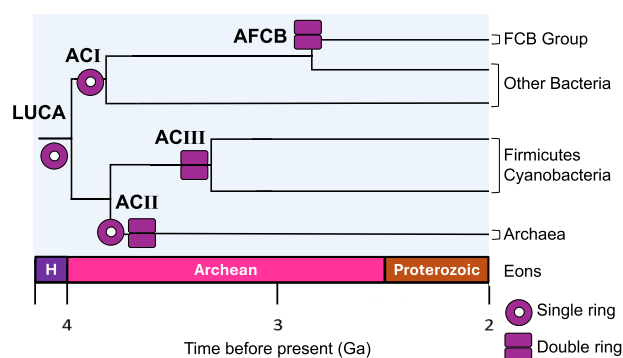 AFCB
FCB Group
ACI
Other Bacteria
LUCA
ACIII
Firmicutes
Cyanobacteria
ACII
Archaea
H Archean Proterozoic Eons
Single ring
4 3 2
Double ring
Time before present (Ga)